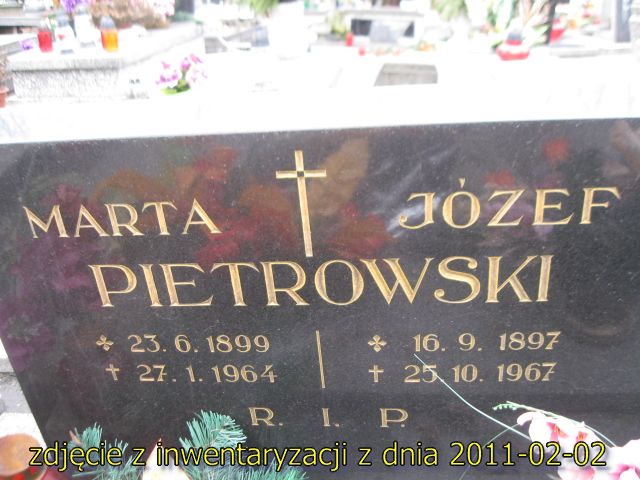 MARTA JÓZEF
PIETROWSKI
23. 6. 1899 16. 9. 1897
† 27. 1. 1964 † 25. 10. 1967
R. I. P.
zdjęcie z inwentaryzacji z dnia 2011-02-02